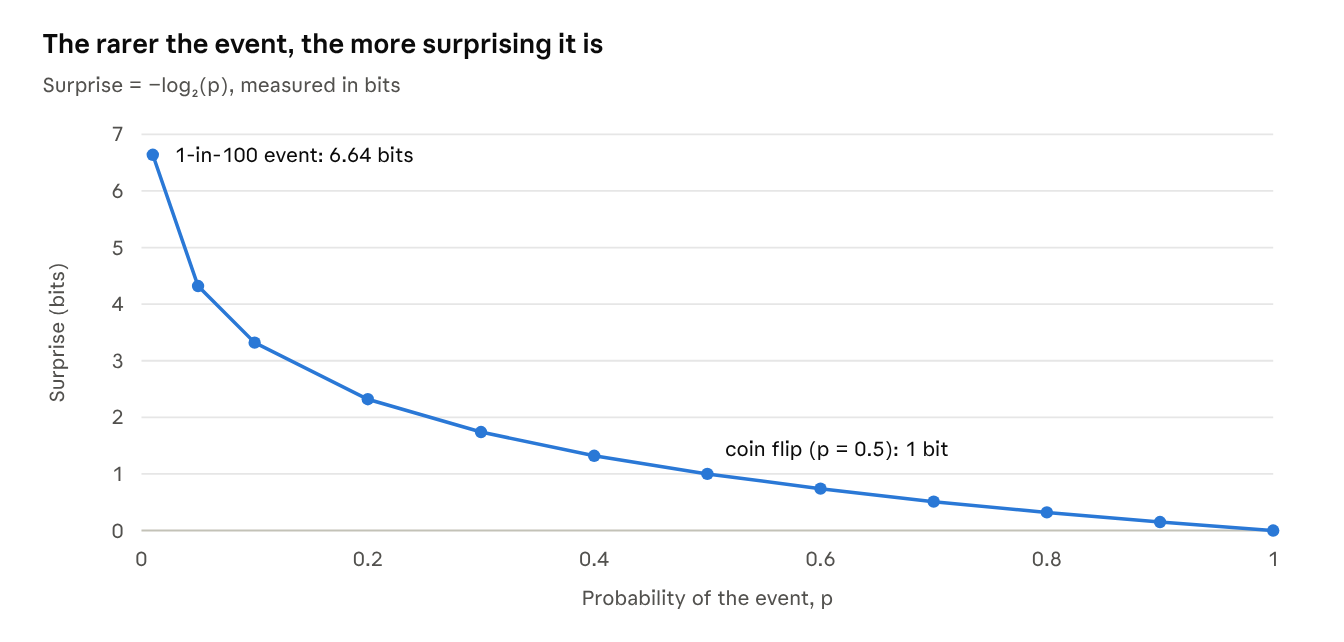 The rarer the event, the more surprising it is
Surprise = −log₂(p), measured in bits
7
1-in-100 event: 6.64 bits
6
5
4
3
2
1
0
Surprise (bits)
coin flip (p = 0.5): 1 bit
0 0.2 0.4 0.6 0.8 1
Probability of the event, p